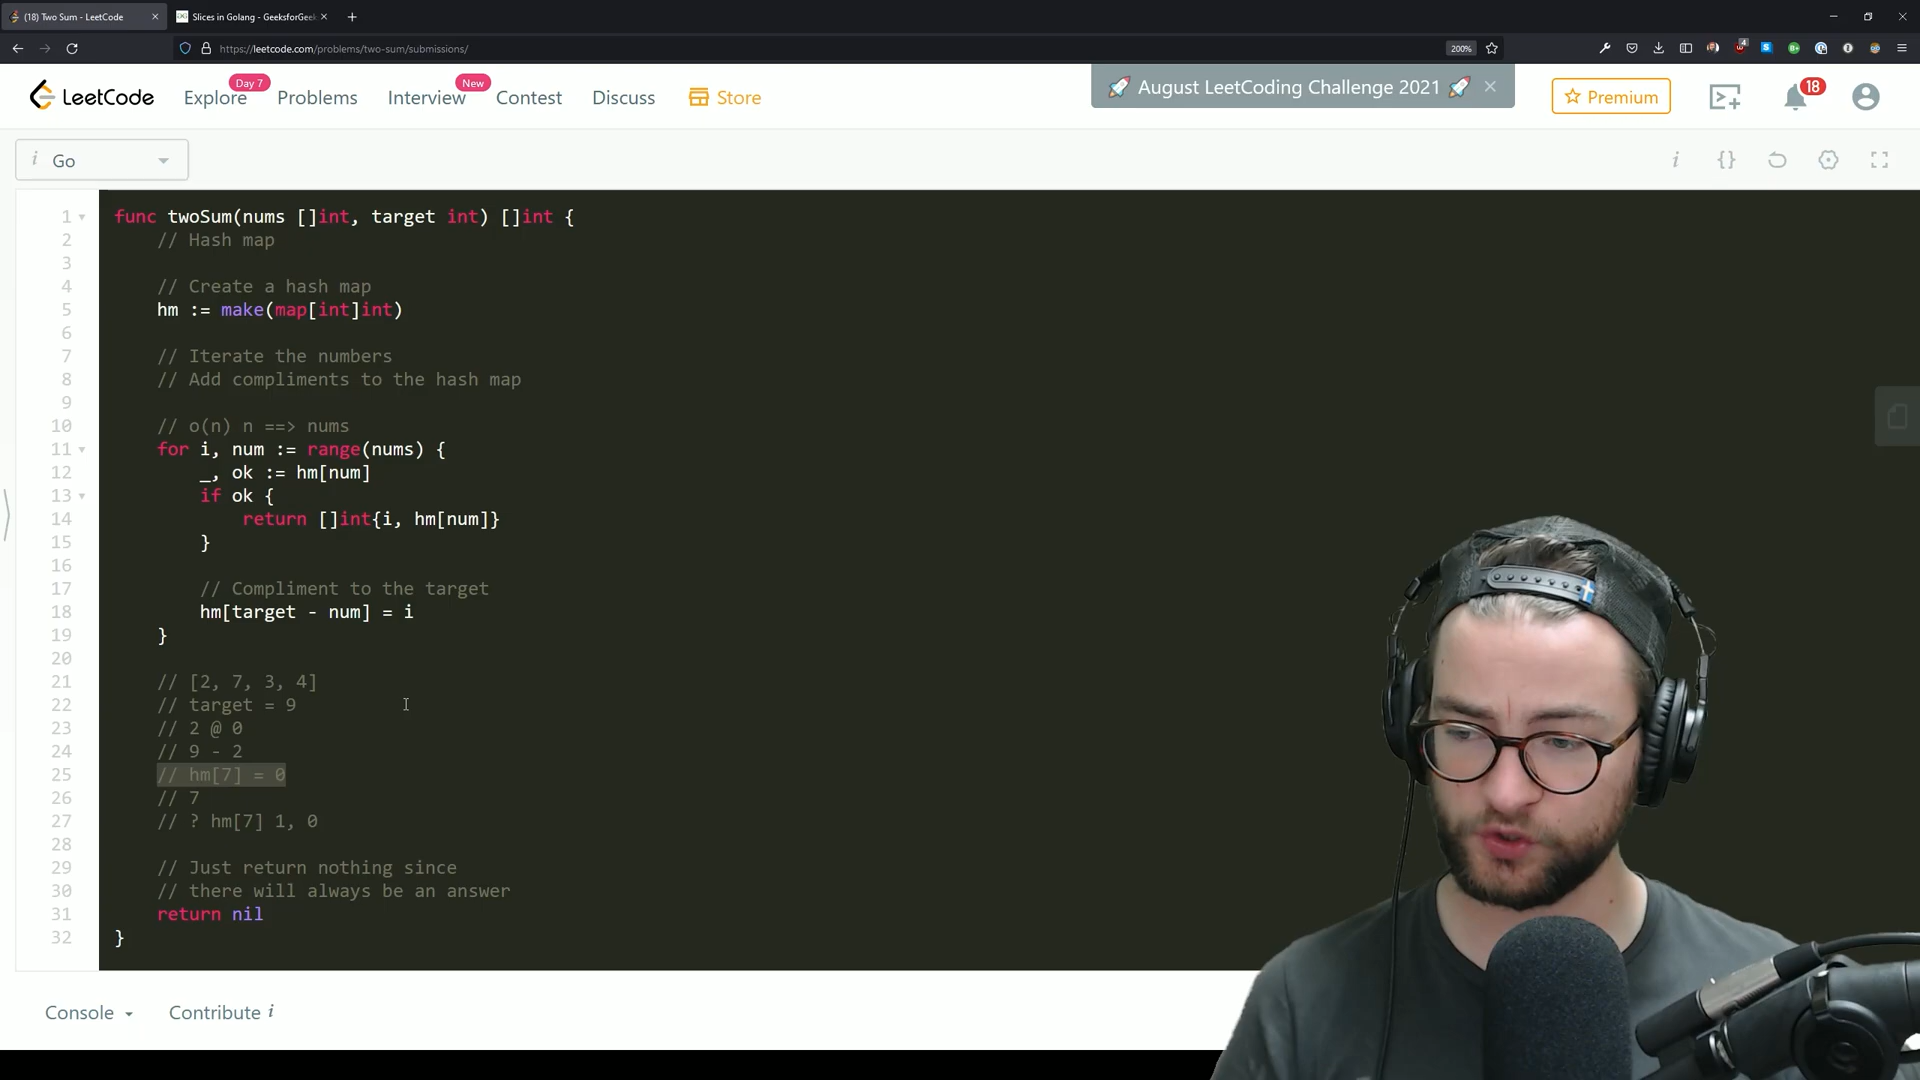 (18) Two Sum - LeetCode
Slices in Golang - GeeksforGeek
https://leetcode.com/problems/two-sum/submissions/
200%
4
LeetCode
Explore
Day 7
Problems
Interview
New
Contest
Discuss
Store
🚀 August LeetCoding Challenge 2021 🚀
Premium
18
i Go
i {}
1 func twoSum(nums []int, target int) []int {
2 // Hash map
3
4 // Create a hash map
5 hm := make(map[int]int)
6
7 // Iterate the numbers
8 // Add compliments to the hash map
9
10 // o(n) n ==> nums
11 for i, num := range(nums) {
12 _, ok := hm[num]
13 if ok {
14 return []int{i, hm[num]}
15 }
16
17 // Compliment to the target
18 hm[target - num] = i
19 }
20
21 // [2, 7, 3, 4]
22 // target = 9
23 // 2 @ 0
24 // 9 - 2
25 // hm[7] = 0
26 // 7
27 // ? hm[7] 1, 0
28
29 // Just return nothing since
30 // there will always be an answer
31 return nil
32 }
Console
Contribute i